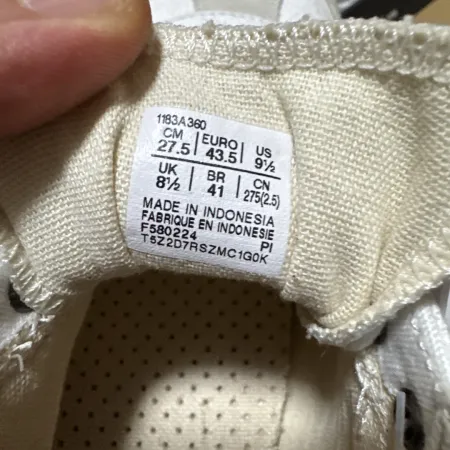 1183A360
CM EURO US
27.5 43.5 9½
UK BR CN
8½ 41 275(2.5)
MADE IN INDONESIA
FABRIQUE EN INDONESIE
F580224 PI
T5Z2D7RSZMC1G0K